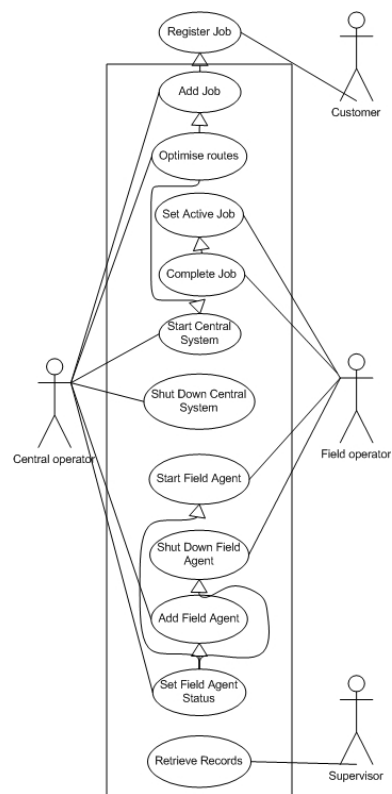 Register Job
Customer
Add Job
Optimise routes
Set Active Job
Complete Job
Start Central
System
Shut Down Central
System
Central operator
Field operator
Start Field Agent
Shut Down Field
Agent
Add Field Agent
Set Field Agent
Status
Retrieve Records
Supervisor